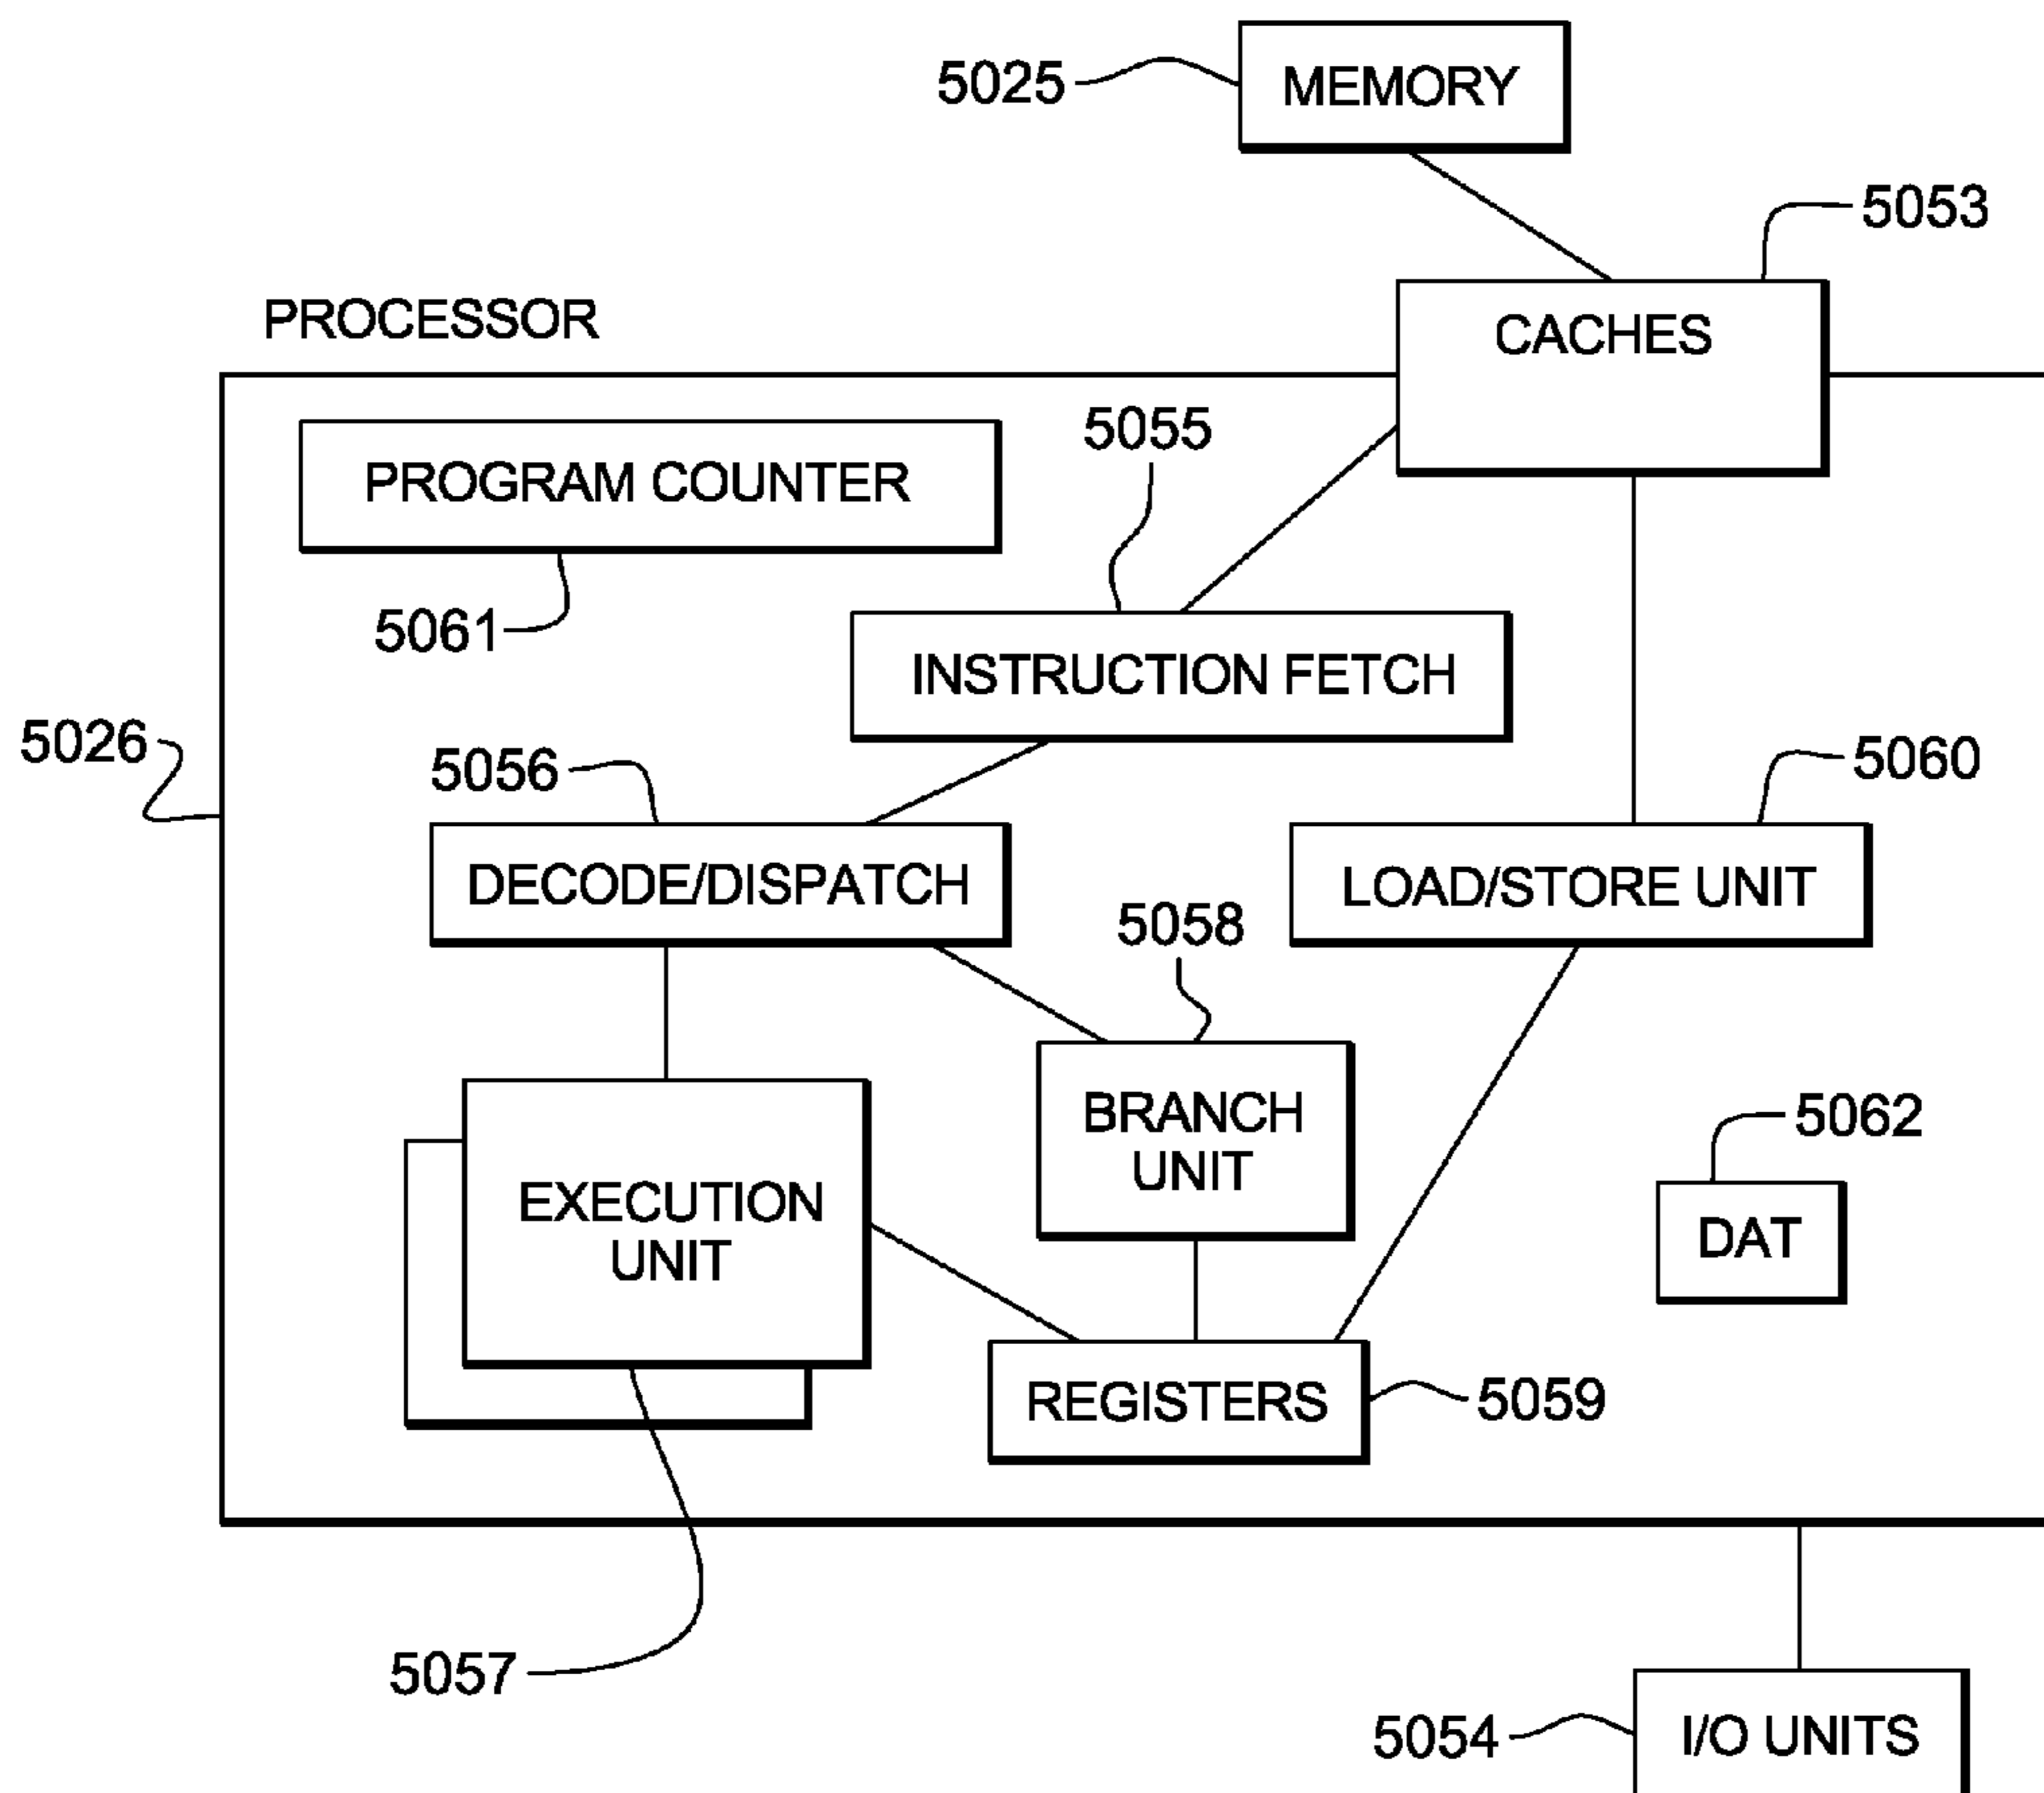 5025
MEMORY
5053
CACHES
PROCESSOR
5055
PROGRAM COUNTER
5061
INSTRUCTION FETCH
5026
5056
5060
DECODE/DISPATCH
LOAD/STORE UNIT
5058
BRANCH
UNIT
5062
EXECUTION
UNIT
DAT
REGISTERS
5059
5057
5054
I/O UNITS